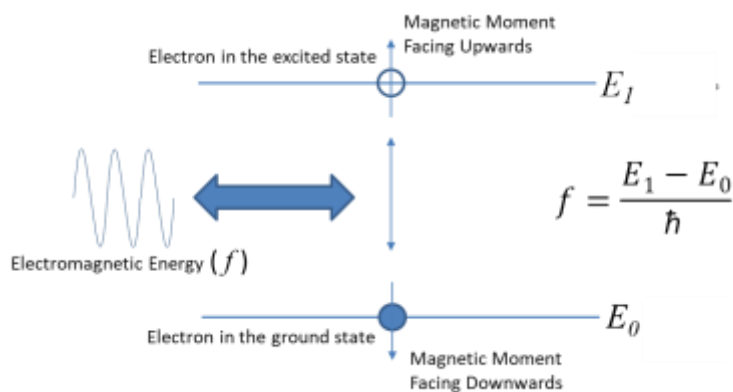 Magnetic Moment
Facing Upwards
Electron in the excited state
E₁
f = (E₁ − E₀) / ħ
Electromagnetic Energy (f)
E₀
Electron in the ground state
Magnetic Moment
Facing Downwards